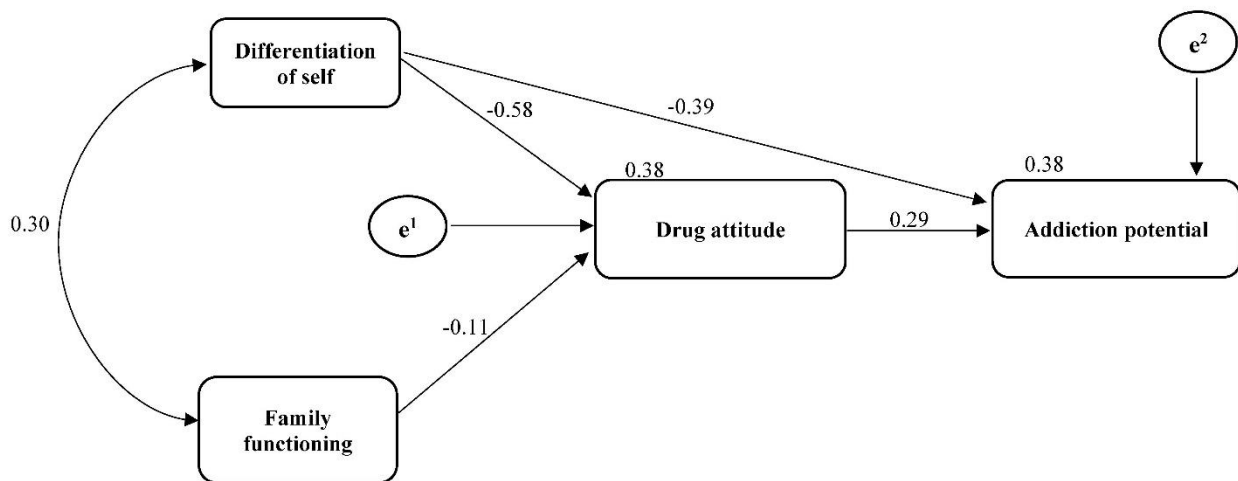 Differentiation
of self
e²
-0.58
-0.39
0.38
0.38
0.30
e¹
Drug attitude
0.29
Addiction potential
-0.11
Family
functioning